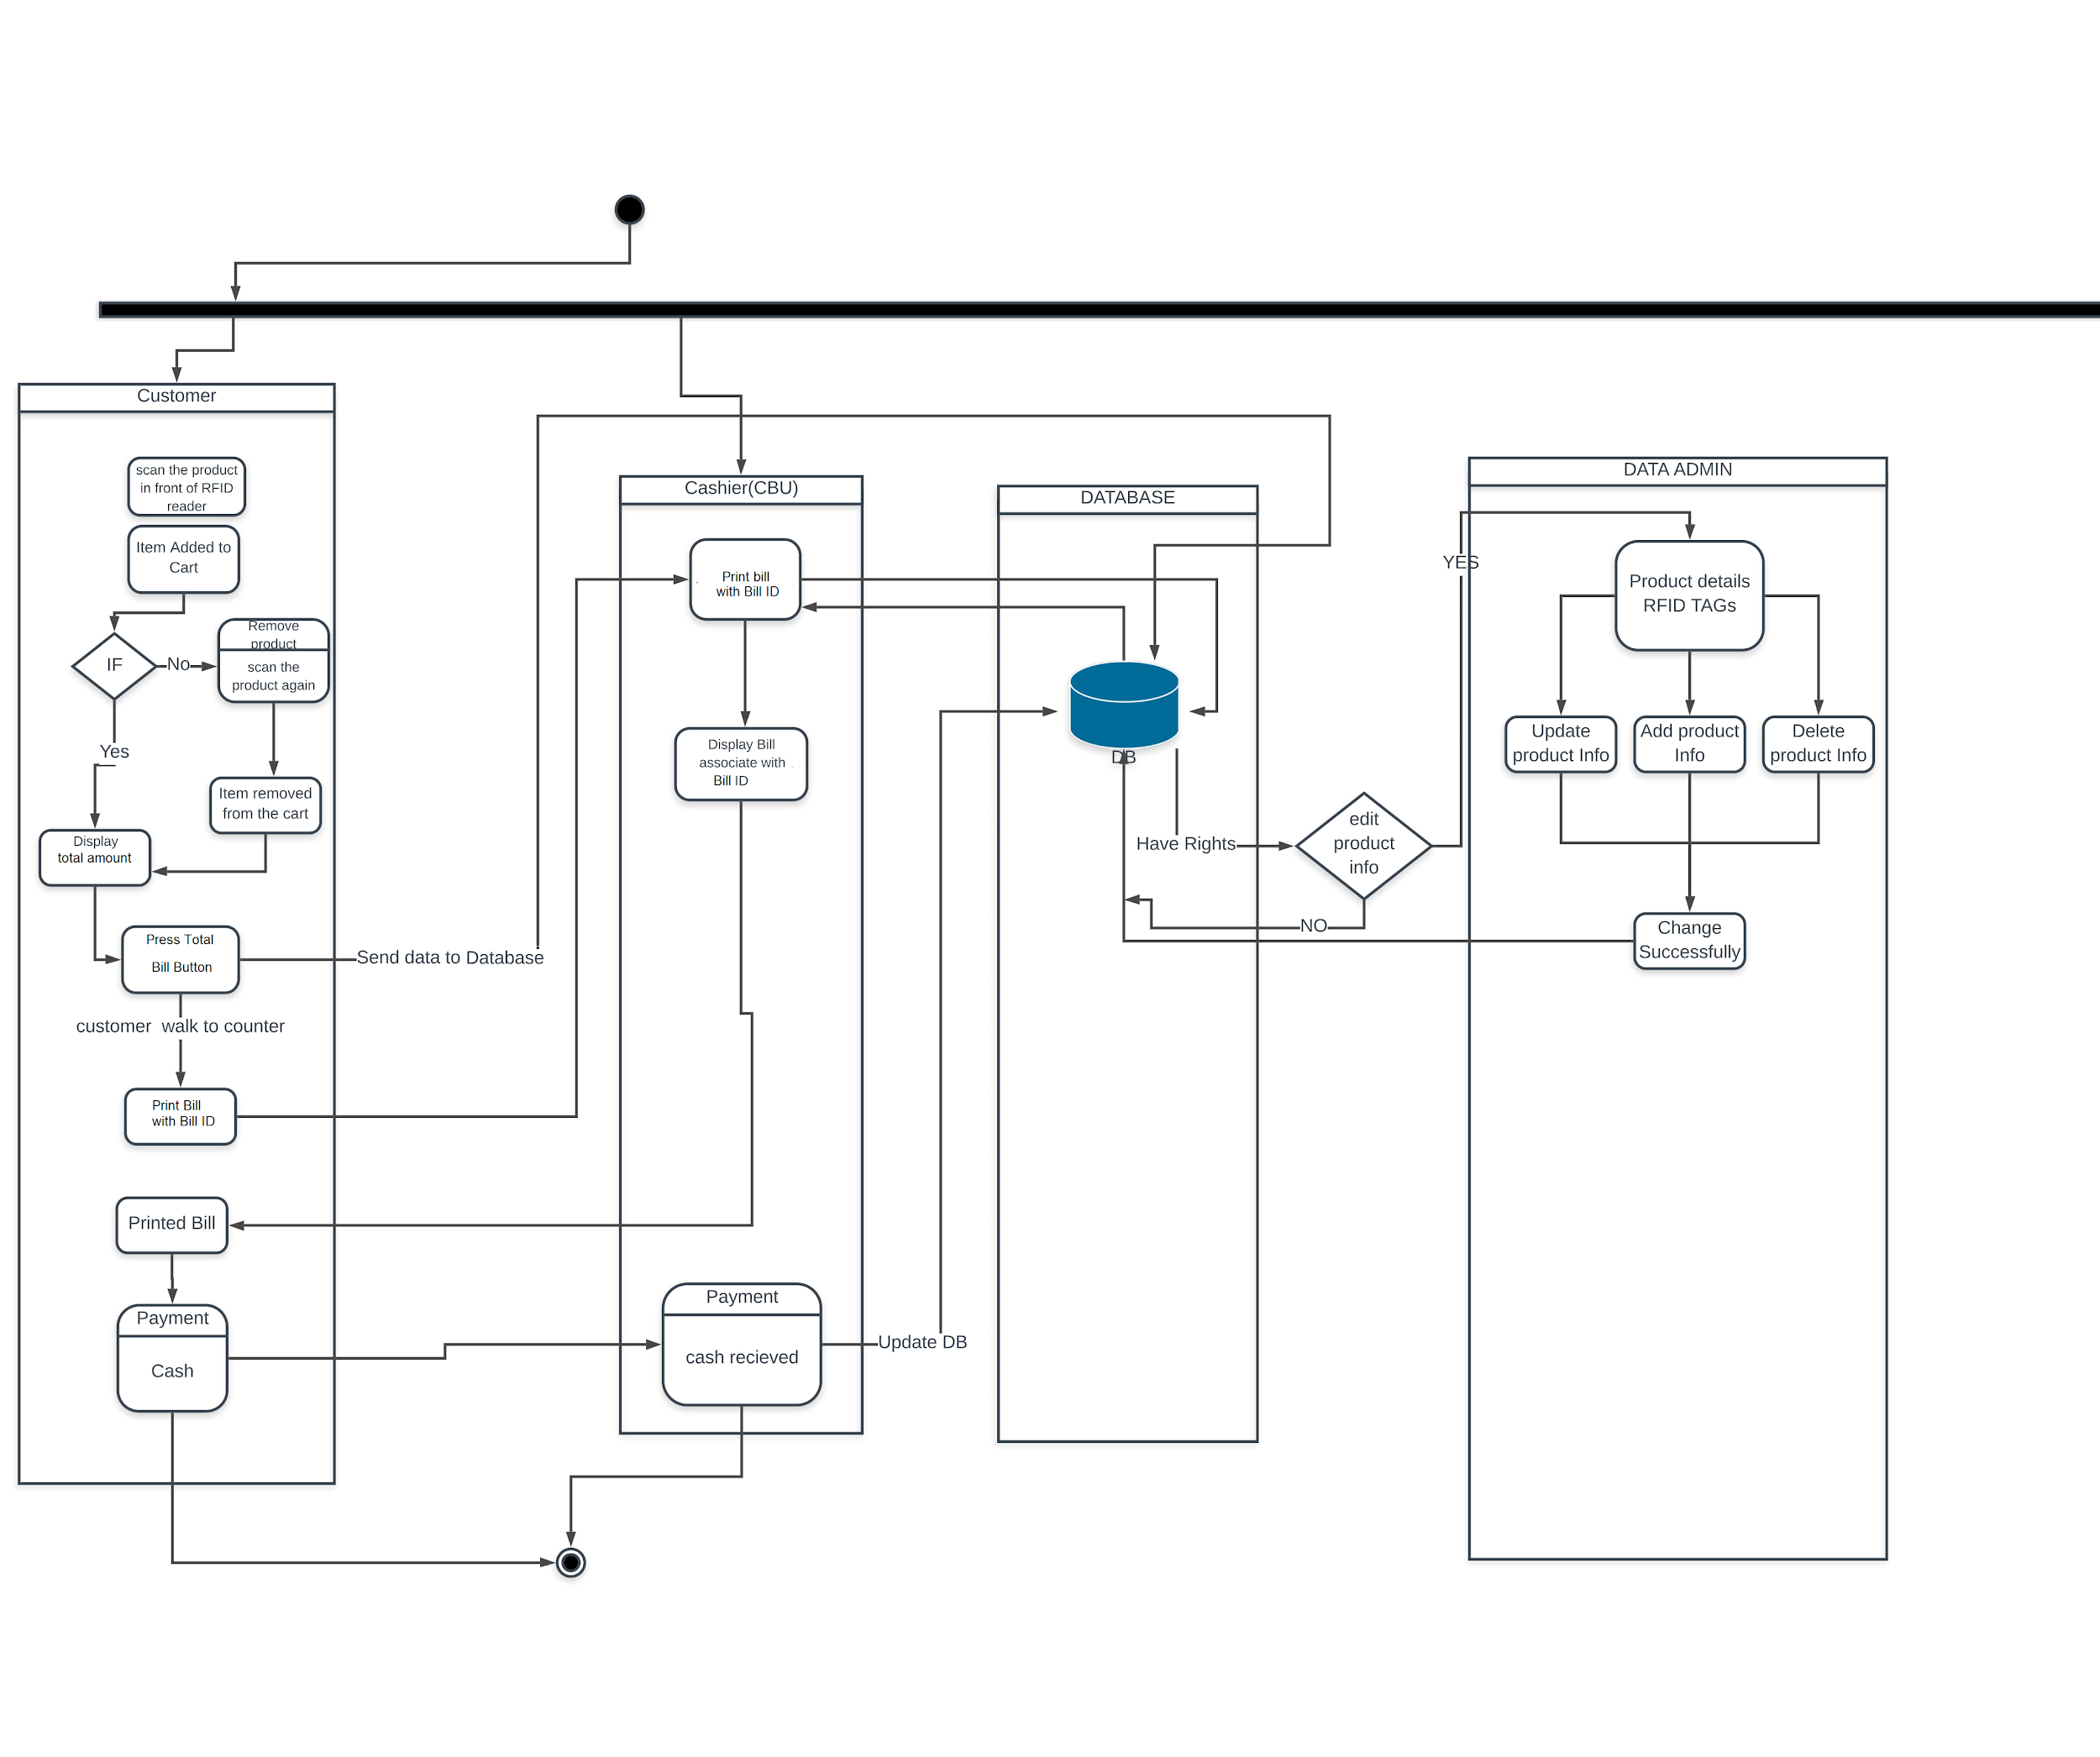 Customer
scan the product
in front of RFID
reader
Item Added to
Cart
IF
No
Remove
product
scan the
product again
Yes
Item removed
from the cart
Display
total amount
Press Total
Bill Button
Send data to Database
customer  walk to counter
Print Bill
with Bill ID
Printed Bill
Payment
Cash
Cashier(CBU)
Print bill
with Bill ID
Display Bill
associate with
Bill ID
Payment
cash recieved
Update DB
DATABASE
DB
Have Rights
edit
product
info
YES
NO
DATA ADMIN
Product details
RFID TAGs
Update
product Info
Add product
Info
Delete
product Info
Change
Successfully